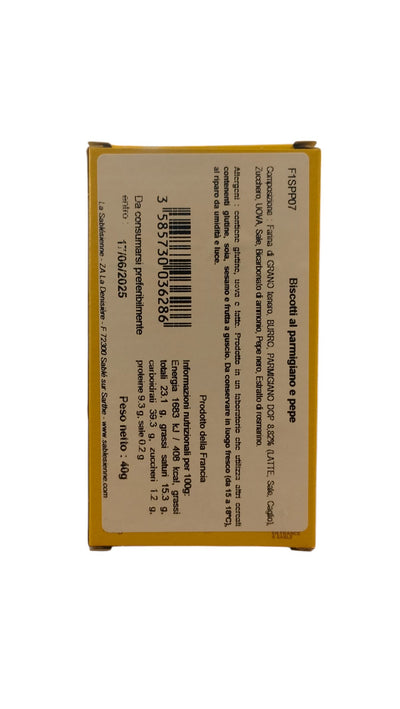 F1SPP07
Biscotti al parmigiano e pepe
Composizione : Farina di GRANO tenero, BURRO, PARMIGIANO DOP 8.82% (LATTE, Sale, Caglio),
Zucchero, UOVA, Sale, Bicarbonato di ammonio, Pepe nero, Estratto di rosmarino.
Allergeni : contiene glutine, uova e latte. Prodotto in un laboratorio che utilizza altri cereali
contenenti glutine, soia, sesamo e frutta a guscio. Da conservare in luogo fresco (da 15 a 18°C),
al riparo da umidità e luce.
Prodotto della Francia
Informazioni nutrizionali per 100g:
Energia 1683 kJ / 406 kcal, grassi
totali 23.1 g, grassi saturi 15.3 g,
carboidrati 39.3 g, zuccheri 1.2 g,
proteine 9.3 g, sale 0.2 g
3 585730 036286
Da consumarsi preferibilmente
entro :
17/06/2025
Peso netto : 40g
La Sablésienne - ZA La Denisière - F 72300 Sablé sur Sarthe - www.sablesienne.com